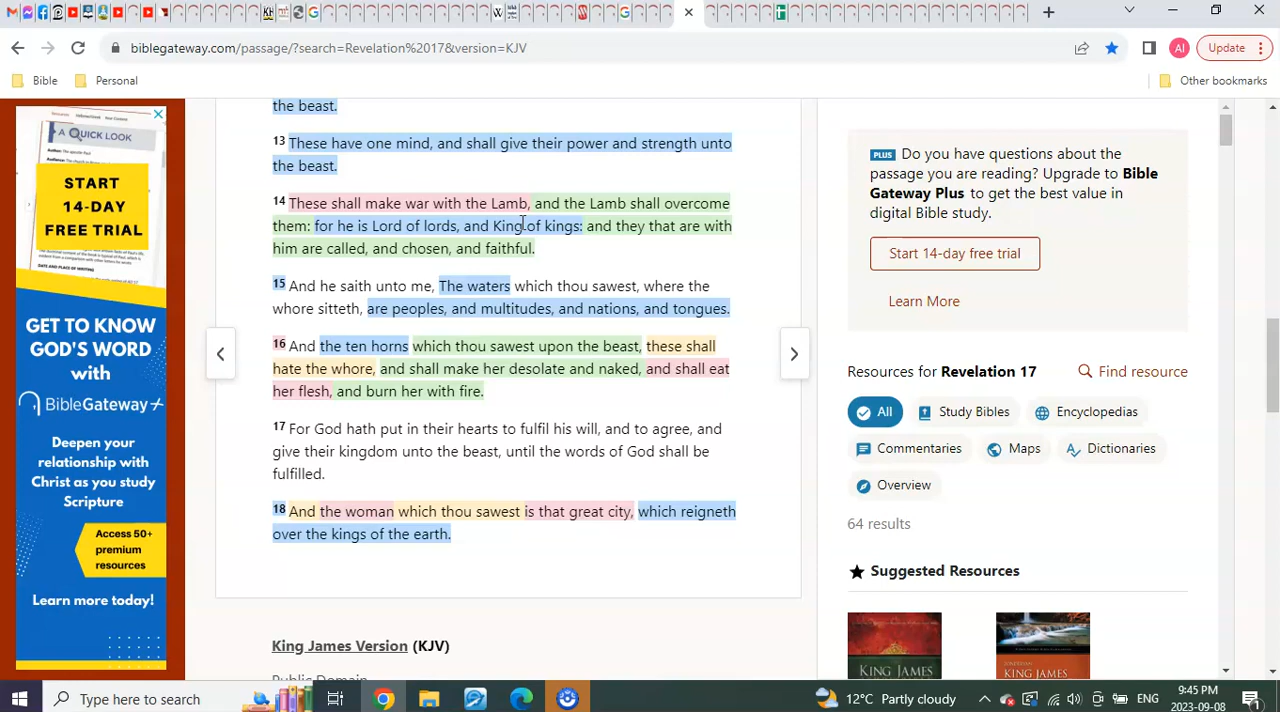 biblegateway.com/passage/?search=Revelation%2017&version=KJV
AI
Update
Bible
Personal
Other bookmarks
A QUICK LOOK
START
14-DAY
FREE TRIAL
GET TO KNOW
GOD'S WORD
with
BibleGateway+
Deepen your
relationship with
Christ as you study
Scripture
Access 50+
premium
resources
Learn more today!
the beast.
13 These have one mind, and shall give their power and strength unto
the beast.
14 These shall make war with the Lamb, and the Lamb shall overcome
them: for he is Lord of lords, and King of kings: and they that are with
him are called, and chosen, and faithful.
15 And he saith unto me, The waters which thou sawest, where the
whore sitteth, are peoples, and multitudes, and nations, and tongues.
16 And the ten horns which thou sawest upon the beast, these shall
hate the whore, and shall make her desolate and naked, and shall eat
her flesh, and burn her with fire.
17 For God hath put in their hearts to fulfil his will, and to agree, and
give their kingdom unto the beast, until the words of God shall be
fulfilled.
18 And the woman which thou sawest is that great city, which reigneth
over the kings of the earth.
King James Version (KJV)
Public Domain
PLUS Do you have questions about the
passage you are reading? Upgrade to Bible
Gateway Plus to get the best value in
digital Bible study.
Start 14-day free trial
Learn More
Resources for Revelation 17
Find resource
All
Study Bibles
Encyclopedias
Commentaries
Maps
Dictionaries
Overview
64 results
Suggested Resources
KING JAMES
KING JAMES
Type here to search
12°C Partly cloudy
ENG
9:45 PM
2023-09-08
1